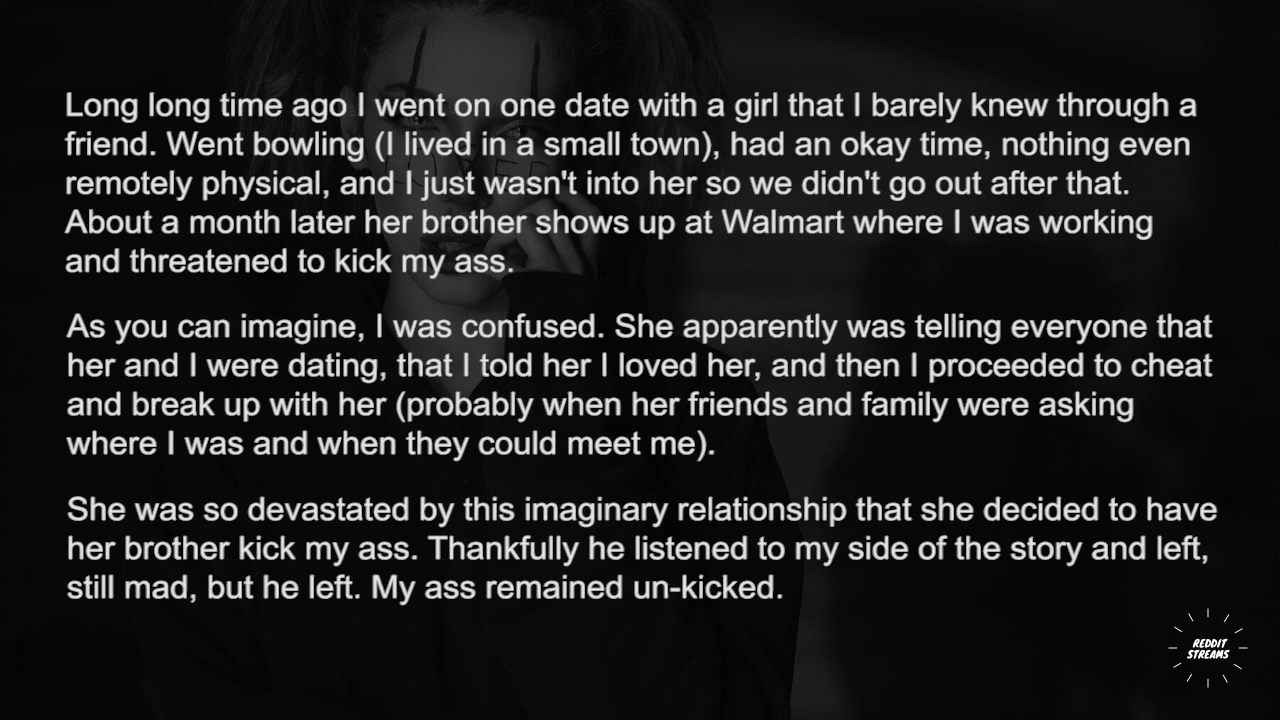 Long long time ago I went on one date with a girl that I barely knew through a
friend. Went bowling (I lived in a small town), had an okay time, nothing even
remotely physical, and I just wasn't into her so we didn't go out after that.
About a month later her brother shows up at Walmart where I was working
and threatened to kick my ass.
As you can imagine, I was confused. She apparently was telling everyone that
her and I were dating, that I told her I loved her, and then I proceeded to cheat
and break up with her (probably when her friends and family were asking
where I was and when they could meet me).
She was so devastated by this imaginary relationship that she decided to have
her brother kick my ass. Thankfully he listened to my side of the story and left,
still mad, but he left. My ass remained un-kicked.
REDDIT
STREAMS